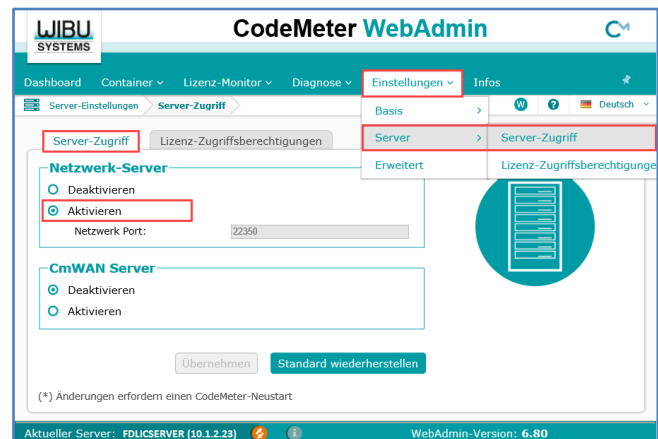 WIBU
SYSTEMS
CodeMeter WebAdmin
Dashboard Container Lizenz-Monitor Diagnose Einstellungen Infos
Server-Einstellungen Server-Zugriff
W ? Deutsch
Basis
Server
Erweitert
Server-Zugriff
Lizenz-Zugriffsberechtigunge
Server-Zugriff Lizenz-Zugriffsberechtigungen
Netzwerk-Server
Deaktivieren
Aktivieren
Netzwerk Port: 22350
CmWAN Server
Deaktivieren
Aktivieren
Übernehmen Standard wiederherstellen
(*) Änderungen erfordern einen CodeMeter-Neustart
Aktueller Server: FDLICSERVER (10.1.2.23) i WebAdmin-Version: 6.80